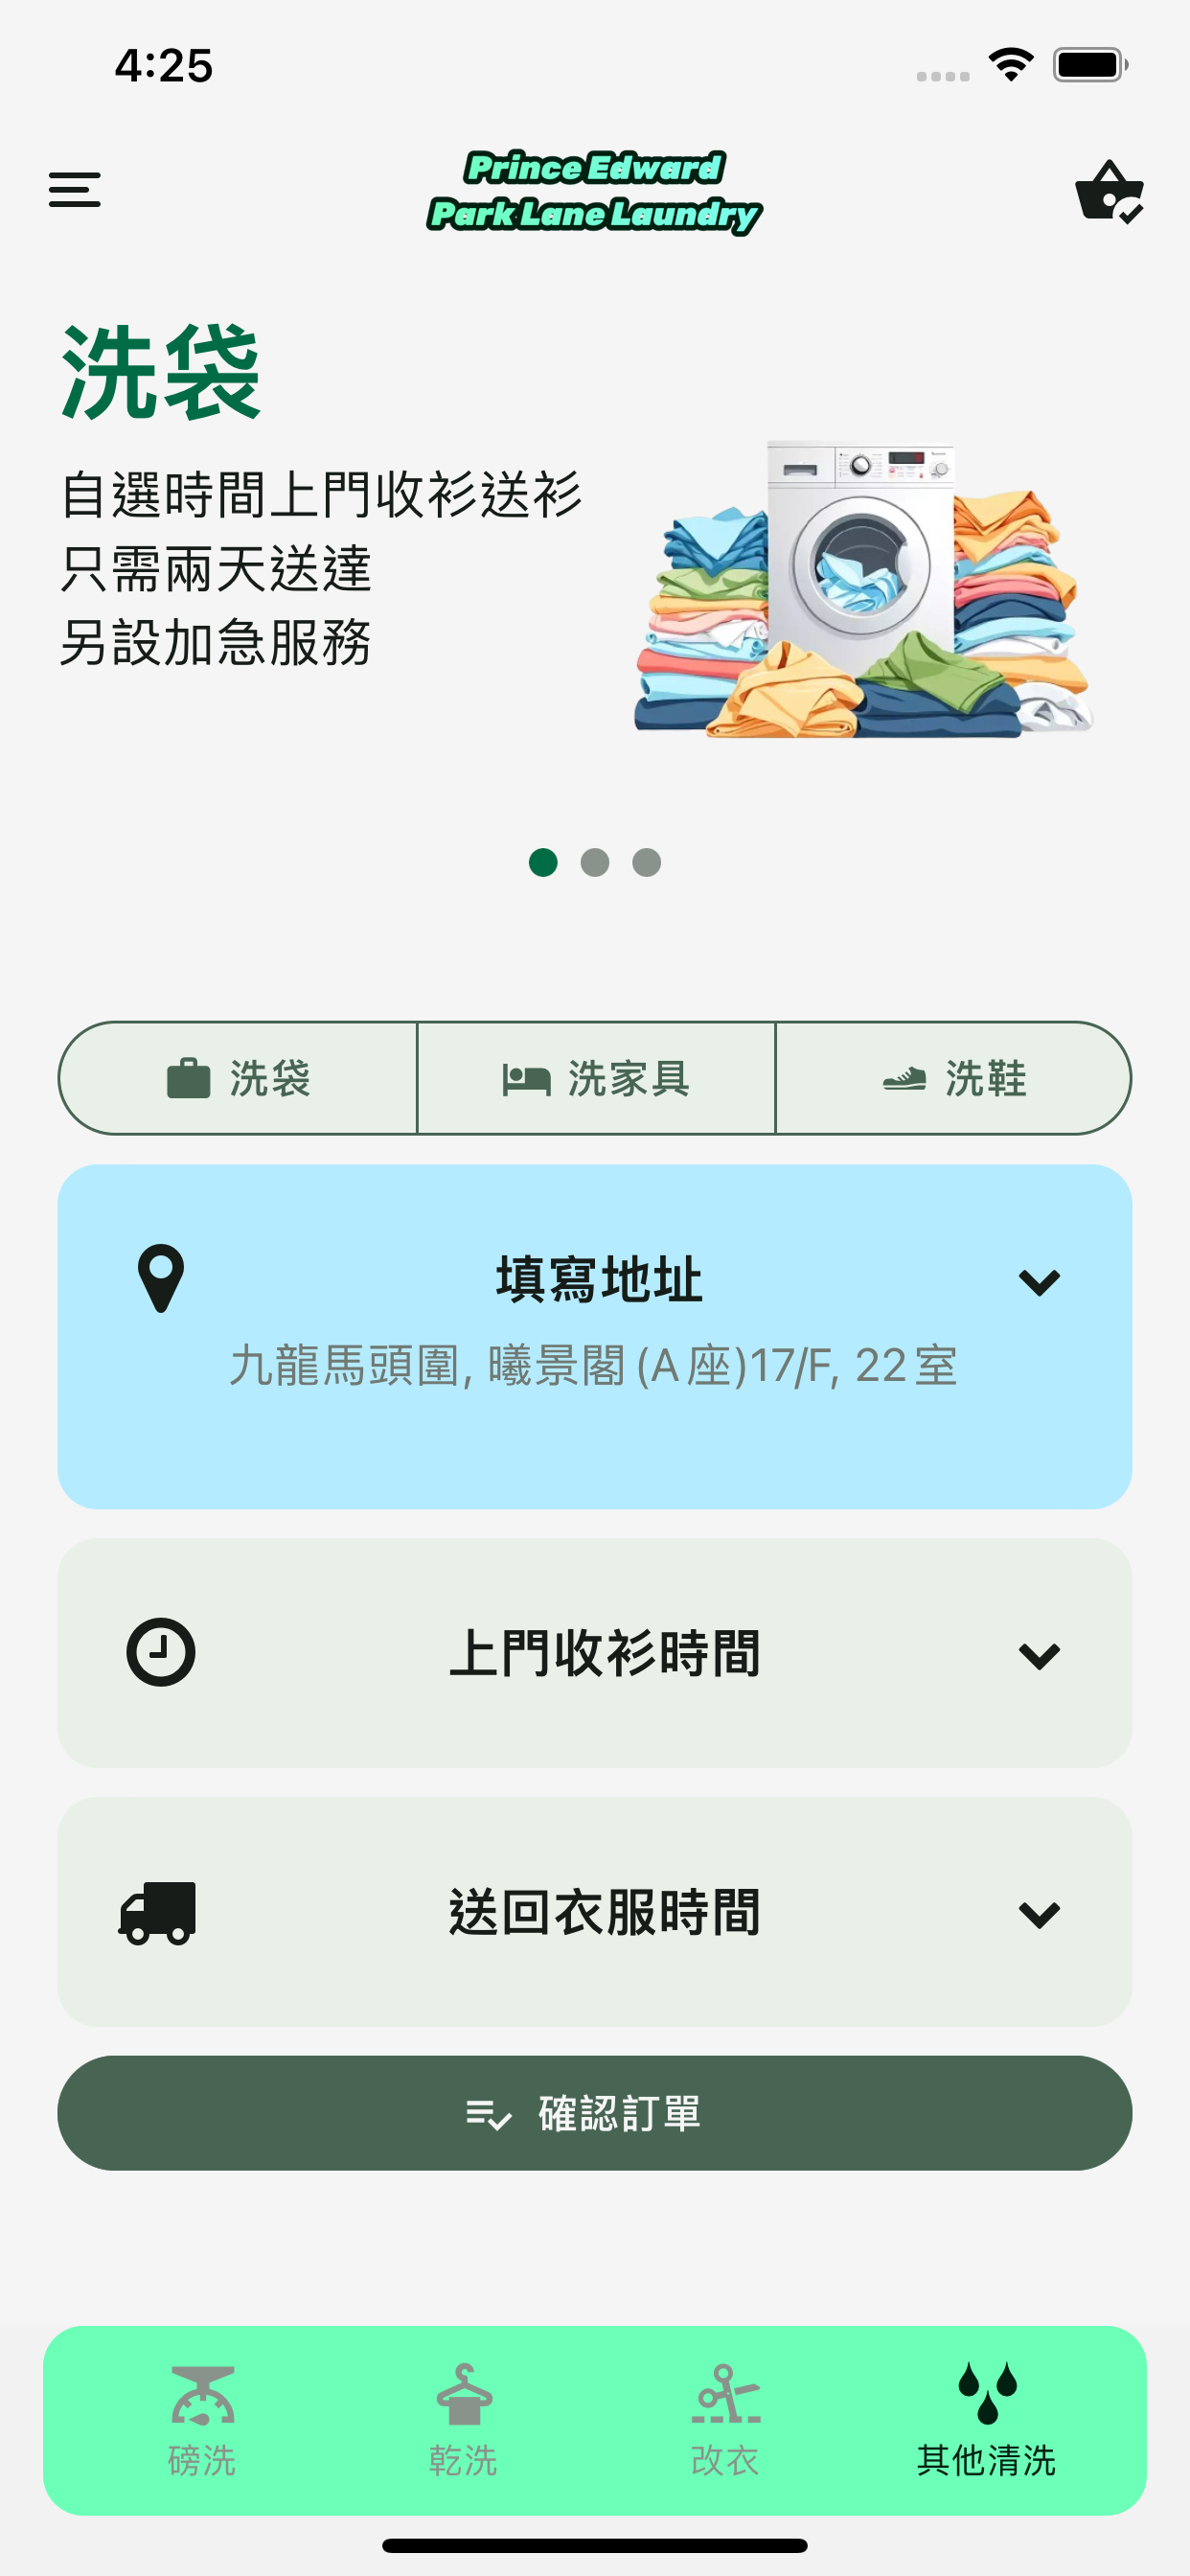 4:25
Prince Edward
Park Lane Laundry
洗袋
自選時間上門收衫送衫
只需兩天送達
另設加急服務
洗袋 洗家具 洗鞋
填寫地址
九龍馬頭圍, 曦景閣 (A 座)17/F, 22 室
上門收衫時間
送回衣服時間
確認訂單
磅洗 乾洗 改衣 其他清洗